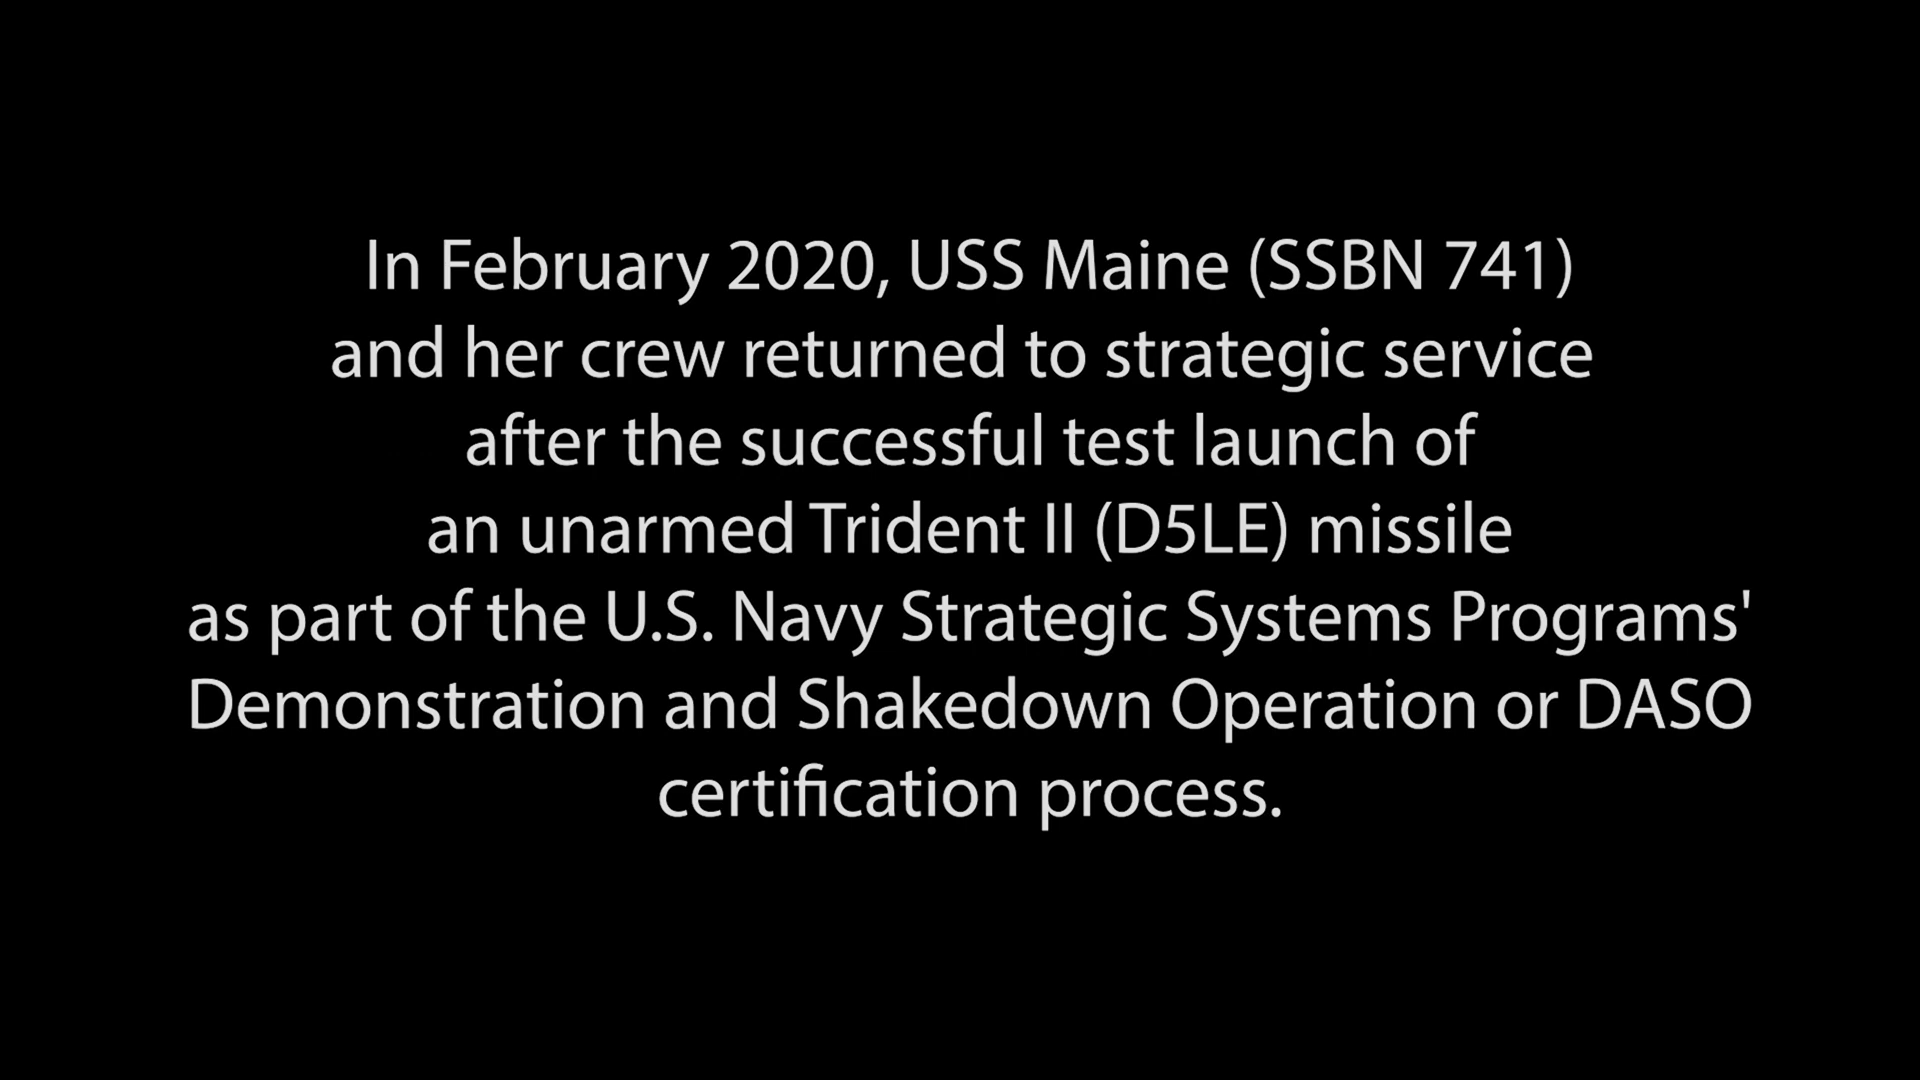 In February 2020, USS Maine (SSBN 741)
and her crew returned to strategic service
after the successful test launch of
an unarmed Trident II (D5LE) missile
as part of the U.S. Navy Strategic Systems Programs'
Demonstration and Shakedown Operation or DASO
certification process.